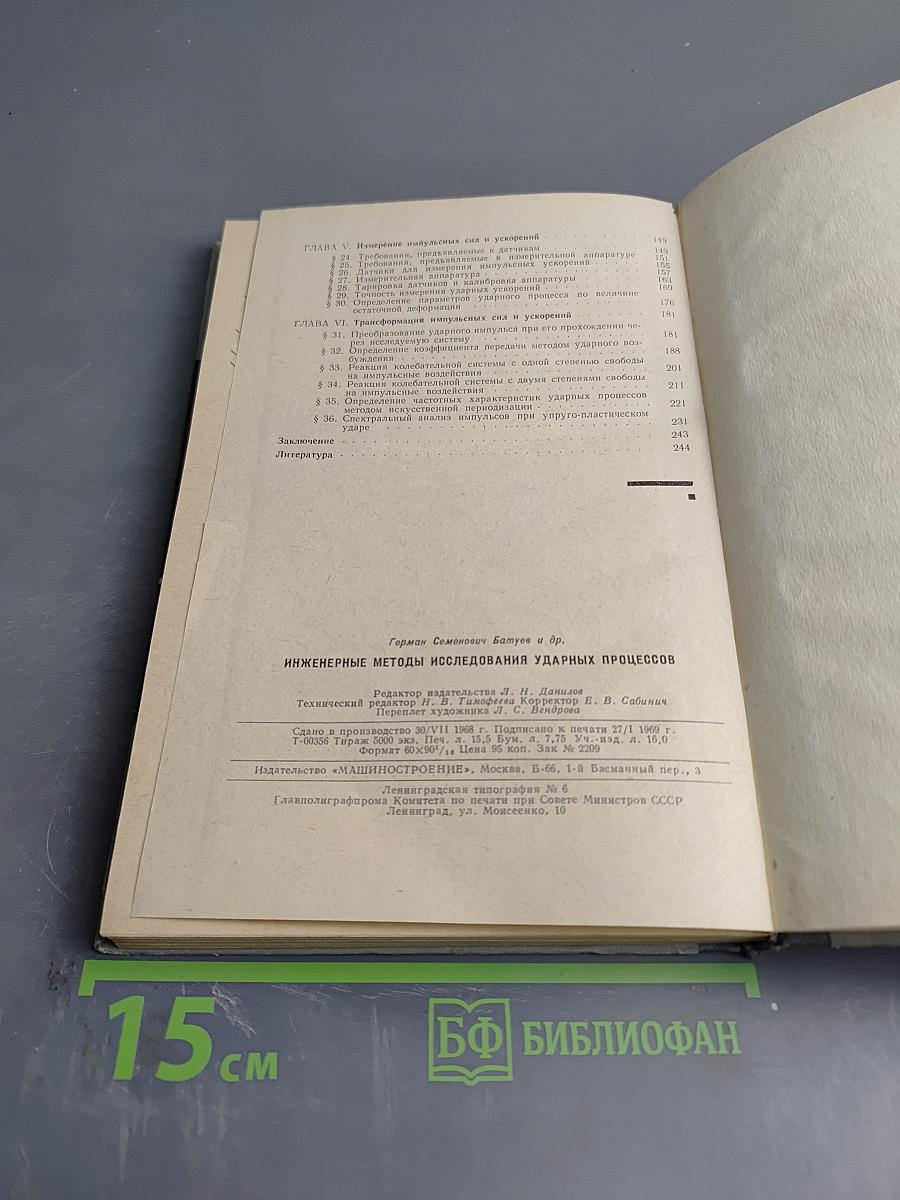 ГЛАВА V. Измерение импульсных сил и ускорений 149
§ 24. Требования, предъявляемые к датчикам 149
§ 25. Требования, предъявляемые к измерительной аппаратуре 151
§ 26. Датчики для измерения импульсных ускорений 155
§ 27. Измерительная аппаратура 157
§ 28. Тарировка датчиков и калибровка аппаратуры 163
§ 29. Точность измерения ударных ускорений 169
§ 30. Определение параметров ударного процесса по величине
остаточной деформации 176
ГЛАВА VI. Трансформация импульсных сил и ускорений 181
§ 31. Преобразование ударного импульса при его прохождении че-
рез исследуемую систему 181
§ 32. Определение коэффициента передачи методом ударного воз-
буждения 188
§ 33. Реакция колебательной системы с одной степенью свободы
на импульсные воздействия 201
§ 34. Реакция колебательной системы с двумя степенями свободы
на импульсные воздействия 211
§ 35. Определение частотных характеристик ударных процессов
методом искусственной периодизации 221
§ 36. Спектральный анализ импульсов при упруго-пластическом
ударе 231
Заключение 243
Литература 244
Герман Семенович Батуев и др.
ИНЖЕНЕРНЫЕ МЕТОДЫ ИССЛЕДОВАНИЯ УДАРНЫХ ПРОЦЕССОВ
Редактор издательства Л. Н. Данилов
Технический редактор Н. В. Тимофеева Корректор Е. В. Сабинич
Переплет художника Л. С. Вендрова
Сдано в производство 30/VII 1968 г. Подписано к печати 27/I 1969 г.
Т-00356 Тираж 5000 экз. Печ. л. 15,5 Бум. л. 7,75 Уч.-изд. л. 16,0
Формат 60×90¹/₁₆ Цена 95 коп. Зак № 2209
Издательство «МАШИНОСТРОЕНИЕ», Москва, Б-66, 1-й Басманный пер., 3
Ленинградская типография № 6
Главполиграфпрома Комитета по печати при Совете Министров СССР
Ленинград, ул. Моисеенко, 10
15 см
БФ БИБЛИОФАН